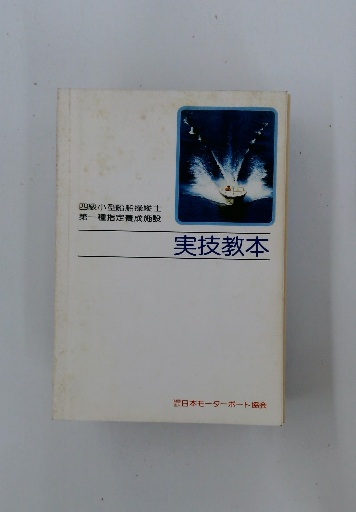 四級小型船舶操縦士
第一種指定養成施設
実技教本
日本モーターボート協会